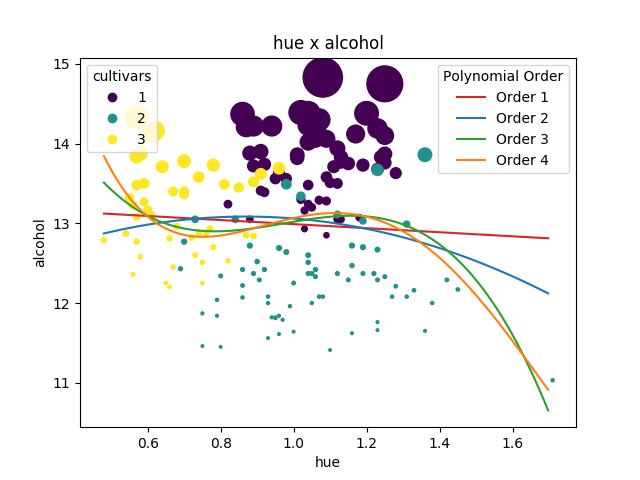 hue x alcohol
cultivars
1
2
3
Polynomial Order
Order 1
Order 2
Order 3
Order 4
15
14
13
12
11
alcohol
0.6 0.8 1.0 1.2 1.4 1.6
hue